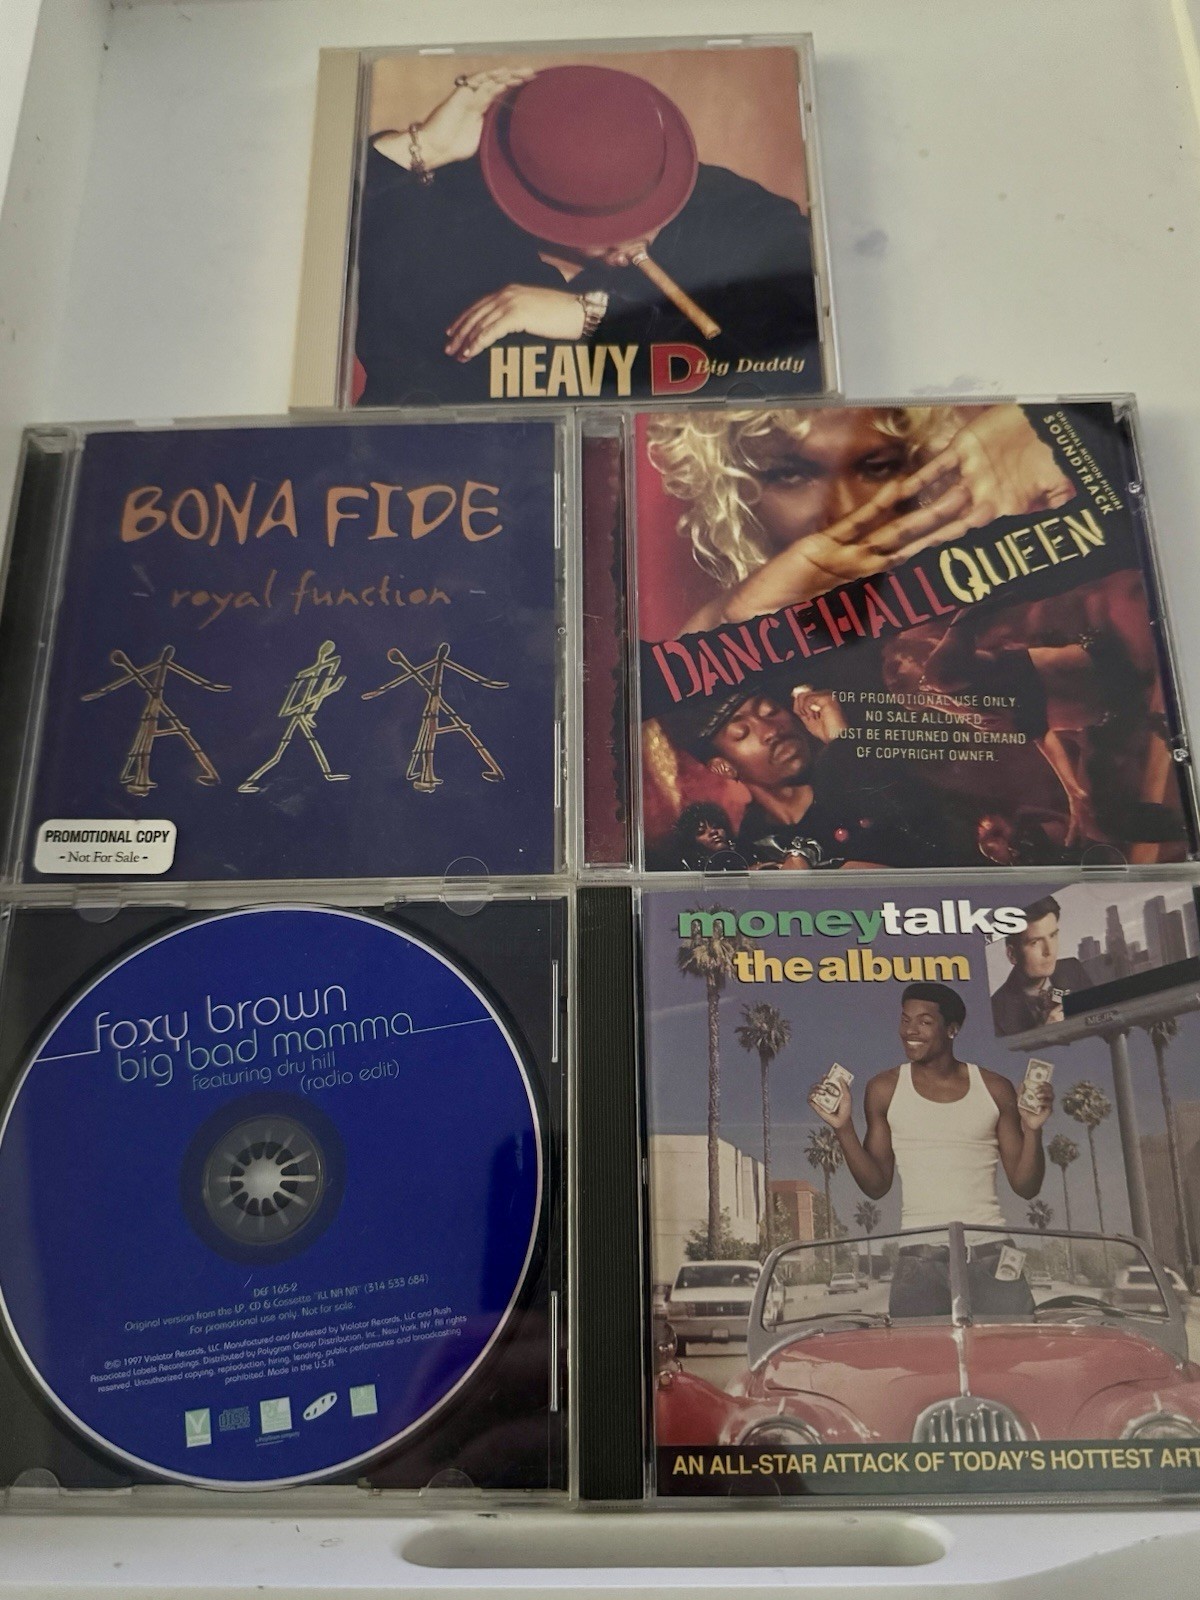 HEAVY D Big Daddy
BONA FIDE
- royal function -
PROMOTIONAL COPY
- Not For Sale -
ORIGINAL MOTION PICTURE
SOUNDTRACK
DANCEHALL QUEEN
FOR PROMOTIONAL USE ONLY.
NO SALE ALLOWED.
MUST BE RETURNED ON DEMAND
OF COPYRIGHT OWNER.
foxy brown
big bad mamma
featuring dru hill
(radio edit)
DEF 165-2
Original version from the LP, CD & Cassette "ILL NA NA" (314 533 684)
For promotional use only. Not for sale.
℗© 1997 Violator Records, LLC. Manufactured and Marketed by Violator Records, LLC and Rush
Associated Labels Recordings. Distributed by Polygram Group Distribution, Inc., New York, NY. All rights
reserved. Unauthorized copying, reproduction, hiring, lending, public performance and broadcasting
prohibited. Made in the U.S.A.
moneytalks
the album
AN ALL-STAR ATTACK OF TODAY'S HOTTEST ART